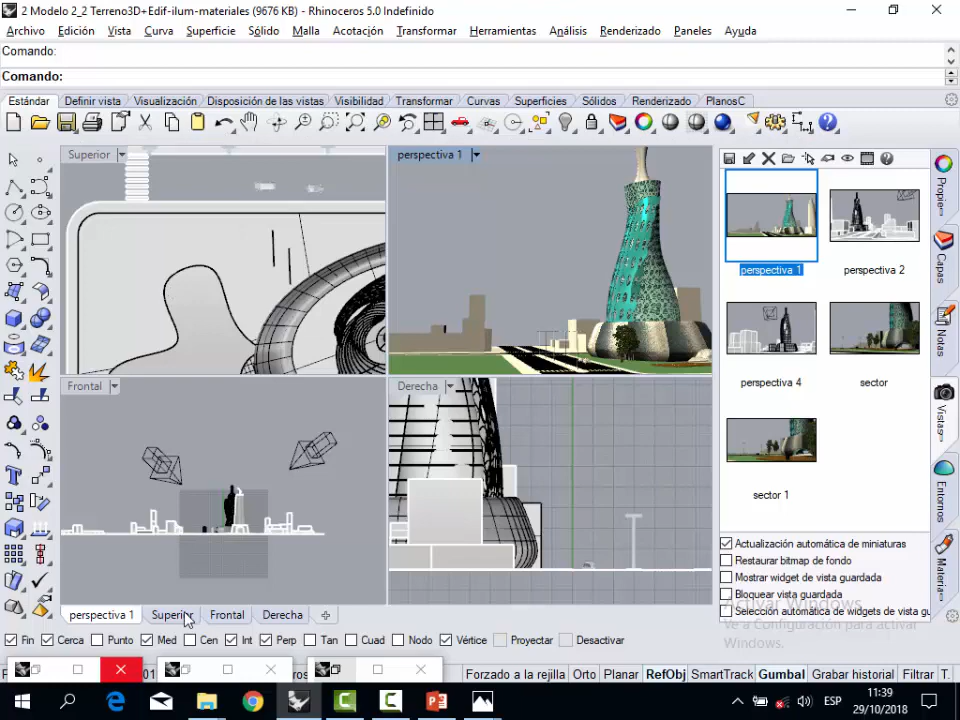 2 Modelo 2_2 Terreno3D+Edif-ilum-materiales (9676 KB) - Rhinoceros 5.0 Indefinido
Archivo Edición Vista Curva Superficie Sólido Malla Acotación Transformar Herramientas Análisis Renderizado Paneles Ayuda
Comando:
Comando:
Estándar Definir vista Visualización Disposición de las vistas Visibilidad Transformar Curvas Superficies Sólidos Renderizado PlanosC
Superior perspectiva 1
perspectiva 1 perspectiva 2
perspectiva 4 sector
sector 1
Frontal Derecha
Capas
Notas
Vistas
Entornos
Actualización automática de miniaturas
Restaurar bitmap de fondo
Mostrar widget de vista guardada
Bloquear vista guardada
Selección automática de widgets de vista
Activar Windows
Ve a Configuración para activar
Windows.
perspectiva 1 Superior Frontal Derecha
Fin Cerca Punto Med Cen Int Perp Tan Cuad Nodo Vértice Proyectar Desactivar
Forzado a la rejilla Orto Planar RefObj SmartTrack Gumbal Grabar historial Filtrar T.
ESP
11:39
29/10/2018